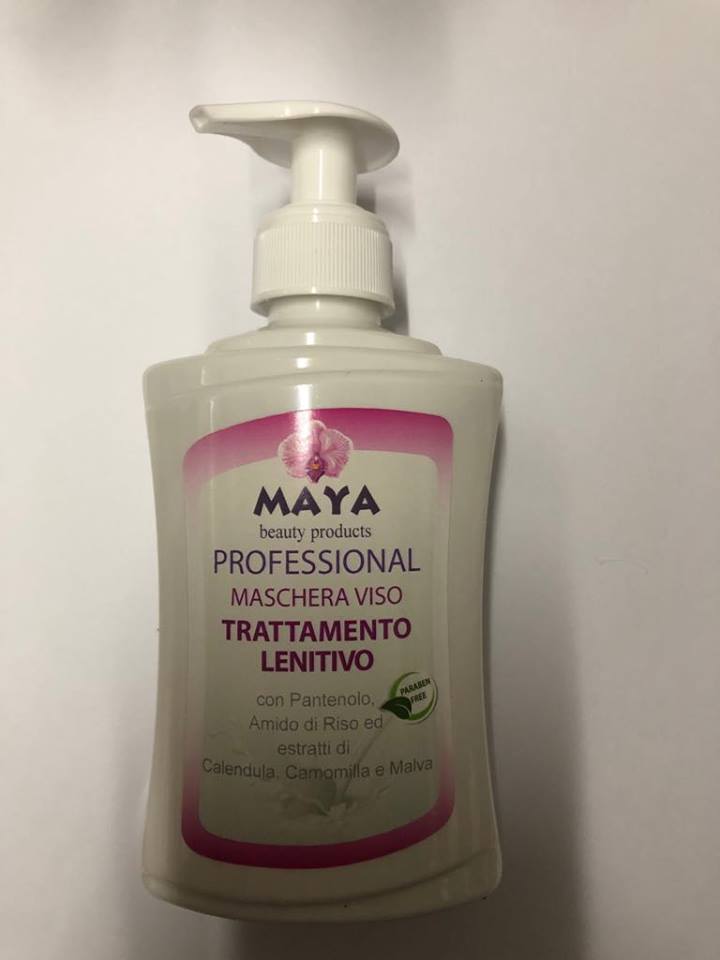 MAYA
beauty products
PROFESSIONAL
MASCHERA VISO
TRATTAMENTO
LENITIVO
con Pantenolo,
Amido di Riso ed
estratti di
Calendula, Camomilla e Malva
PARABEN
FREE